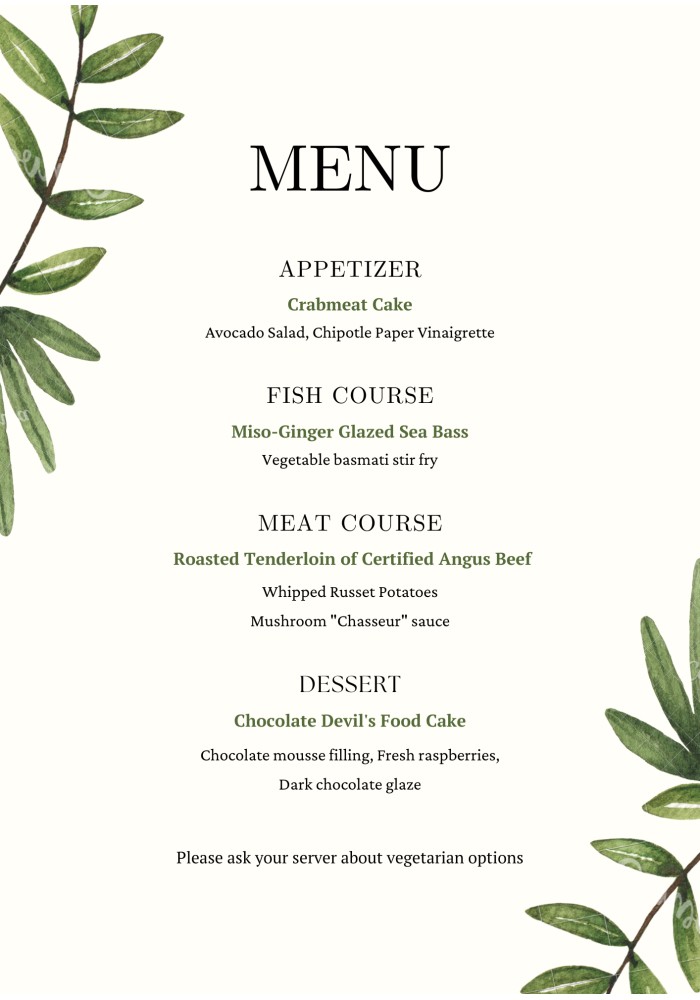 MENU
APPETIZER
Crabmeat Cake
Avocado Salad, Chipotle Paper Vinaigrette
FISH COURSE
Miso-Ginger Glazed Sea Bass
Vegetable basmati stir fry
MEAT COURSE
Roasted Tenderloin of Certified Angus Beef
Whipped Russet Potatoes
Mushroom "Chasseur" sauce
DESSERT
Chocolate Devil's Food Cake
Chocolate mousse filling, Fresh raspberries,
Dark chocolate glaze
Please ask your server about vegetarian options